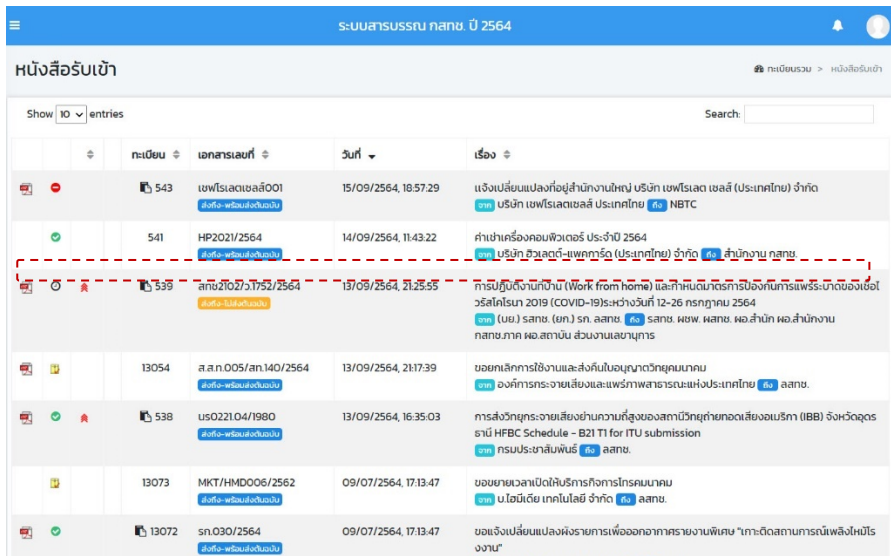 ระบบสารบรรณ กสทช. ปี 2564
หนังสือรับเข้า
ทะเบียนรวม > หนังสือรับเข้า
Show 10 entries
Search:
ทะเบียน เอกสารเลขที่ วันที่ เรื่อง
543 เชฟโรเลตเชลส์001 15/09/2564, 18:57:29 แจ้งเปลี่ยนแปลงที่อยู่สำนักงานใหญ่ บริษัท เชฟโรเลต เซลส์ (ประเทศไทย) จำกัด
ส่งถึง-พร้อมส่งต้นฉบับ จาก บริษัท เชฟโรเลตเชลส์ ประเทศไทย ถึง NBTC
541 HP2021/2564 14/09/2564, 11:43:22 ค่าเช่าเครื่องคอมพิวเตอร์ ประจำปี 2564
ส่งถึง-พร้อมส่งต้นฉบับ จาก บริษัท ฮิวเลตต์-แพคการ์ด (ประเทศไทย) จำกัด ถึง สำนักงาน กสทช.
539 สทช2102/ว.1752/2564 13/09/2564, 21:25:55 การปฏิบัติงานที่บ้าน (Work from home) และกำหนดมาตรการป้องกันการแพร่ระบาดของเชื้อไ
ส่งถึง-ไม่ส่งต้นฉบับ วรัสโคโรนา 2019 (COVID-19)ระหว่างวันที่ 12-26 กรกฎาคม 2564
จาก (บย.) รสทช. (ยก.) รก. ลสทช. ถึง รสทช. ผชพ. ผสทช. ผอ.สำนัก ผอ.สำนักงาน
กสทช.ภาค ผอ.สถาบัน ส่วนงานเลขานุการ
13054 ส.ส.ท.005/สท.140/2564 13/09/2564, 21:17:39 ขอยกเลิกการใช้งานและส่งคืนใบอนุญาตวิทยุคมนาคม
ส่งถึง-พร้อมส่งต้นฉบับ จาก องค์การกระจายเสียงและแพร่ภาพสาธารณะแห่งประเทศไทย ถึง ลสทช.
538 นร0221.04/1980 13/09/2564, 16:35:03 การส่งวิทยุกระจายเสียงย่านความถี่สูงของสถานีวิทยุถ่ายทอดเสียงอเมริกา (IBB) จังหวัดอุดร
ส่งถึง-พร้อมส่งต้นฉบับ ธานี HFBC Schedule - B21 T1 for ITU submission
จาก กรมประชาสัมพันธ์ ถึง ลสทช.
13073 MKT/HMD006/2562 09/07/2564, 17:13:47 ขอขยายเวลาเปิดให้บริการกิจการโทรคมนาคม
ส่งถึง-พร้อมส่งต้นฉบับ จาก บ.ไฮมีเดีย เทคโนโลยี จำกัด ถึง ลสทช.
13072 รท.030/2564 09/07/2564, 17:13:47 ขอแจ้งเปลี่ยนแปลงผังรายการเพื่อออกอากาศรายงานพิเศษ "เกาะติดสถานการณ์เพลิงไหม้โร
ส่งถึง-พร้อมส่งต้นฉบับ งงาน"